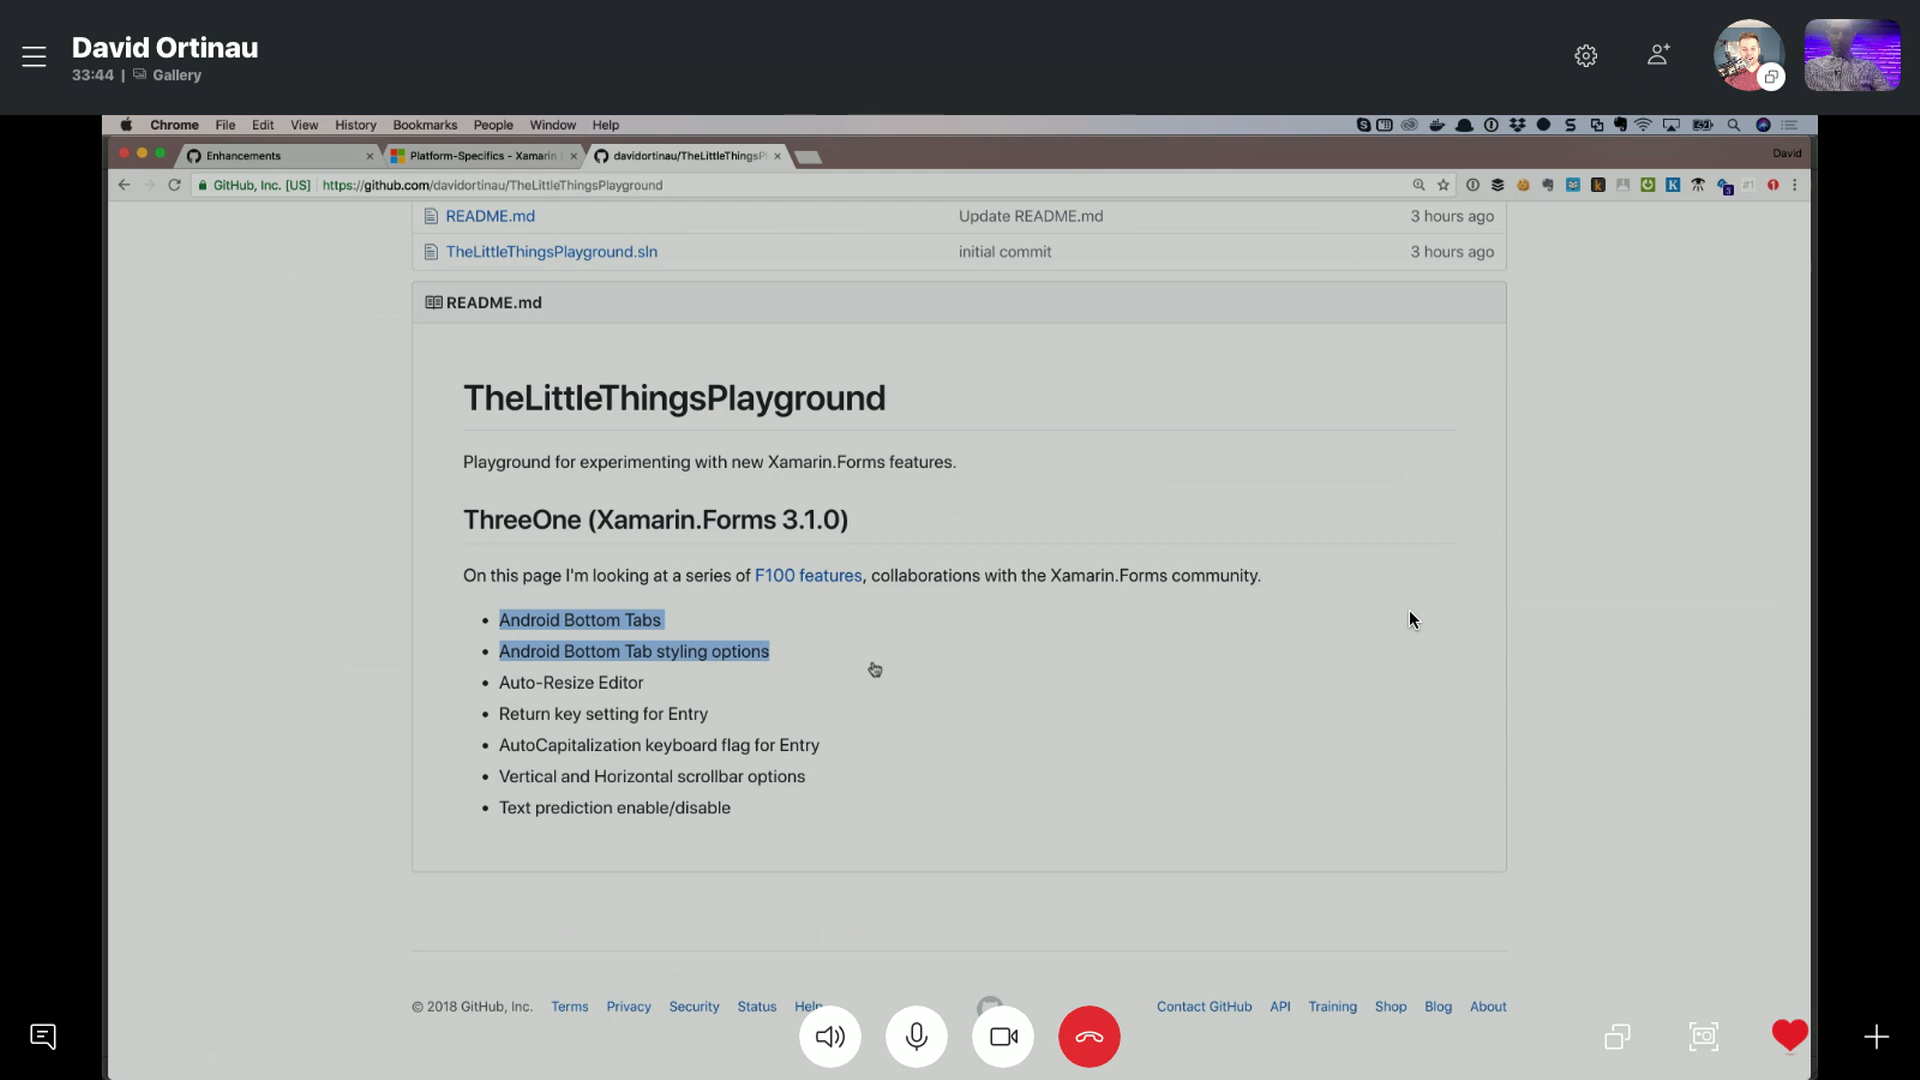 David Ortinau
33:44 | Gallery
Chrome File Edit View History Bookmarks People Window Help
Enhancements
Platform-Specifics - Xamarin
davidortinau/TheLittleThingsPl
David
GitHub, Inc. [US] https://github.com/davidortinau/TheLittleThingsPlayground
README.md Update README.md 3 hours ago
TheLittleThingsPlayground.sln initial commit 3 hours ago
README.md
TheLittleThingsPlayground
Playground for experimenting with new Xamarin.Forms features.
ThreeOne (Xamarin.Forms 3.1.0)
On this page I'm looking at a series of F100 features, collaborations with the Xamarin.Forms community.
• Android Bottom Tabs
• Android Bottom Tab styling options
• Auto-Resize Editor
• Return key setting for Entry
• AutoCapitalization keyboard flag for Entry
• Vertical and Horizontal scrollbar options
• Text prediction enable/disable
© 2018 GitHub, Inc. Terms Privacy Security Status Help Contact GitHub API Training Shop Blog About